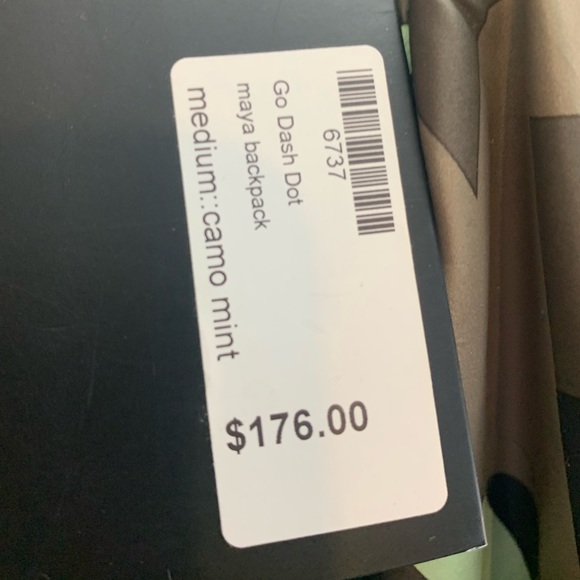 6737
Go Dash Dot
maya backpack
medium::camo mint
$176.00